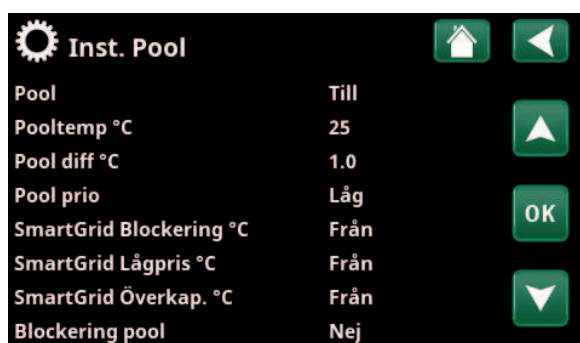 Inst. Pool
Pool Till
Pooltemp °C 25
Pool diff °C 1.0
Pool prio Låg
SmartGrid Blockering °C Från
SmartGrid Lågpris °C Från
SmartGrid Överkap. °C Från
Blockering pool Nej
OK